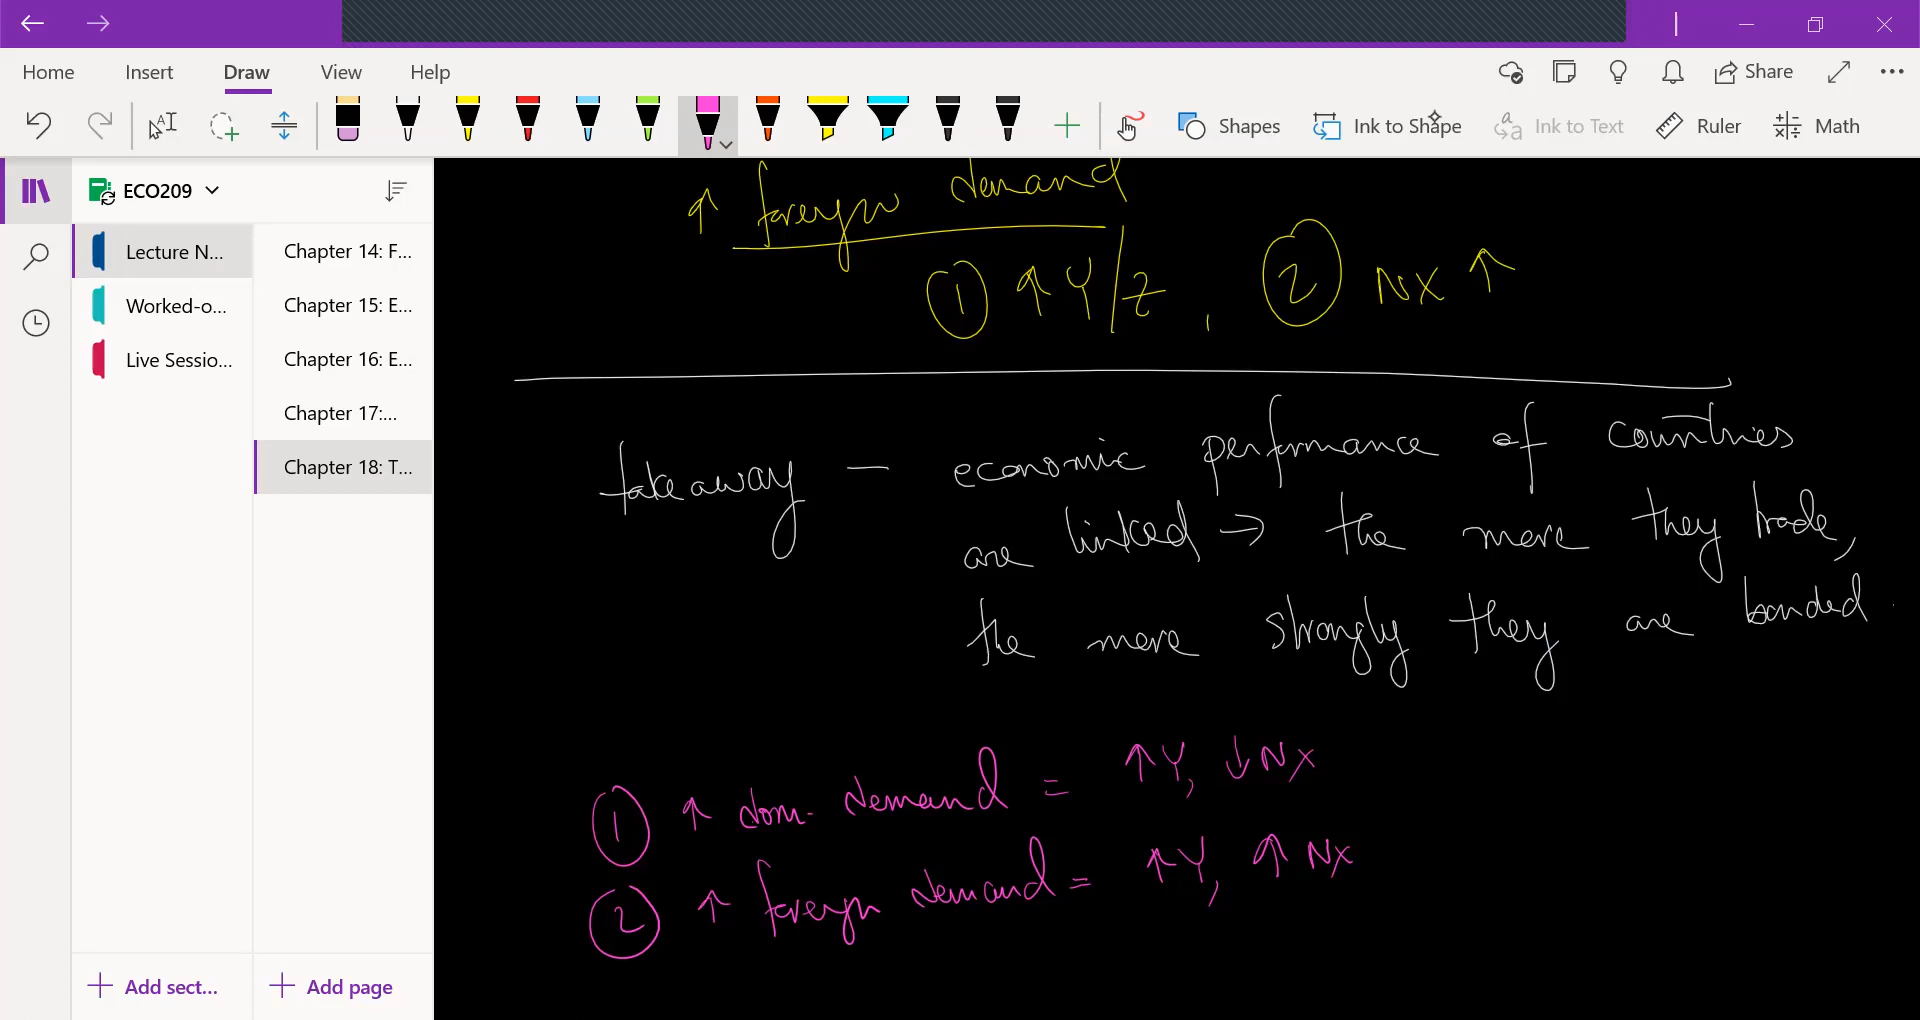 Home Insert Draw View Help Share
Shapes Ink to Shape Ink to Text Ruler Math
ECO209
Lecture N...
Worked-o...
Live Sessio...
Chapter 14: F...
Chapter 15: E...
Chapter 16: E...
Chapter 17:...
Chapter 18: T...
Add sect...
Add page
↑ foreign demand
① ↑ Y/Z , ② NX ↑
takeaway — economic performance of countries
are linked → the more they trade,
the more strongly they are bonded.
① ↑ dom. demand = ↑Y, ↓NX
② ↑ foreign demand = ↑Y, ↑ NX